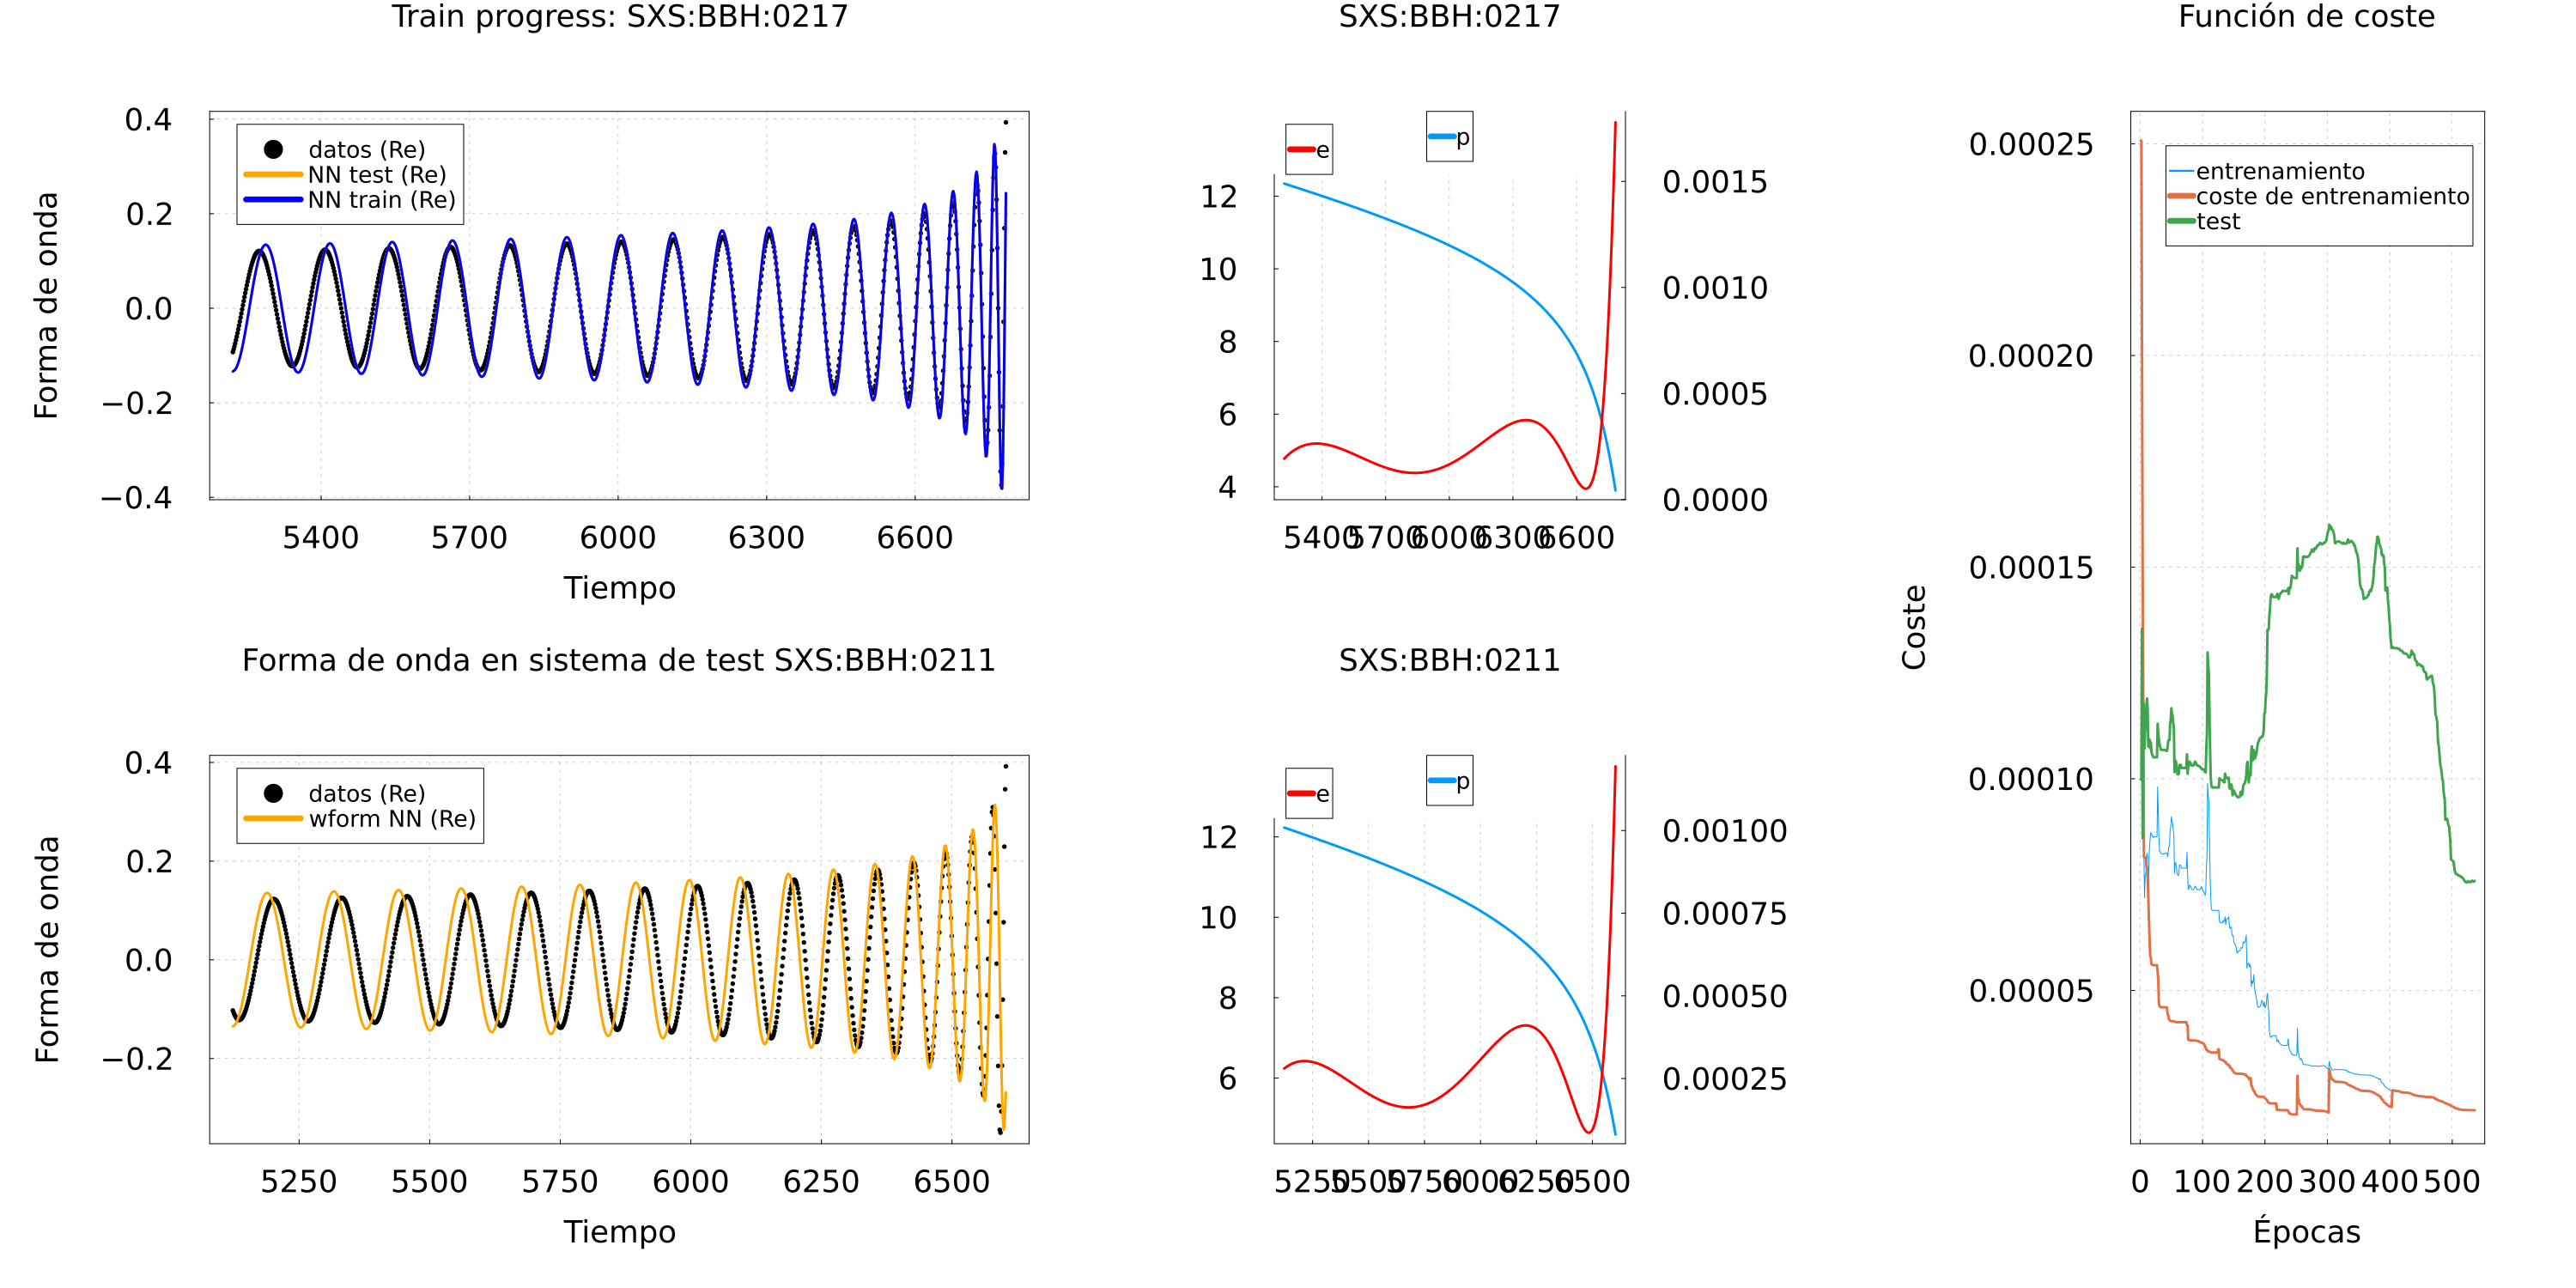 Train progress: SXS:BBH:0217
0.4
0.2
0.0
−0.2
−0.4
Forma de onda
datos (Re)
NN test (Re)
NN train (Re)
5400 5700 6000 6300 6600
Tiempo
SXS:BBH:0217
e
p
12
10
8
6
4
0.0015
0.0010
0.0005
0.0000
5400 5700 6000 6300 6600
Forma de onda en sistema de test SXS:BBH:0211
0.4
0.2
0.0
−0.2
Forma de onda
datos (Re)
wform NN (Re)
5250 5500 5750 6000 6250 6500
Tiempo
SXS:BBH:0211
e
p
12
10
8
6
0.00100
0.00075
0.00050
0.00025
5250 5500 5750 6000 6250 6500
Función de coste
0.00025
0.00020
0.00015
0.00010
0.00005
Coste
entrenamiento
coste de entrenamiento
test
0 100 200 300 400 500
Épocas